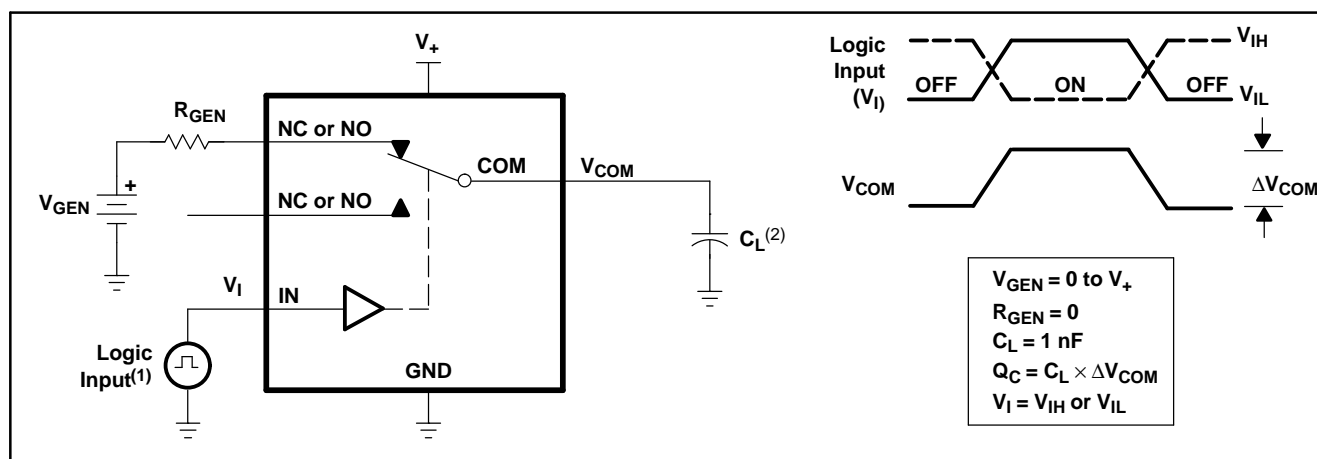 V+
RGEN
NC or NO
COM
VCOM
VGEN
+
NC or NO
CL(2)
VI
IN
Logic
Input(1)
GND
Logic
Input
(VI)
VIH
OFF
ON
OFF
VIL
VCOM
ΔVCOM
VGEN = 0 to V+
RGEN = 0
CL = 1 nF
QC = CL × ΔVCOM
VI = VIH or VIL